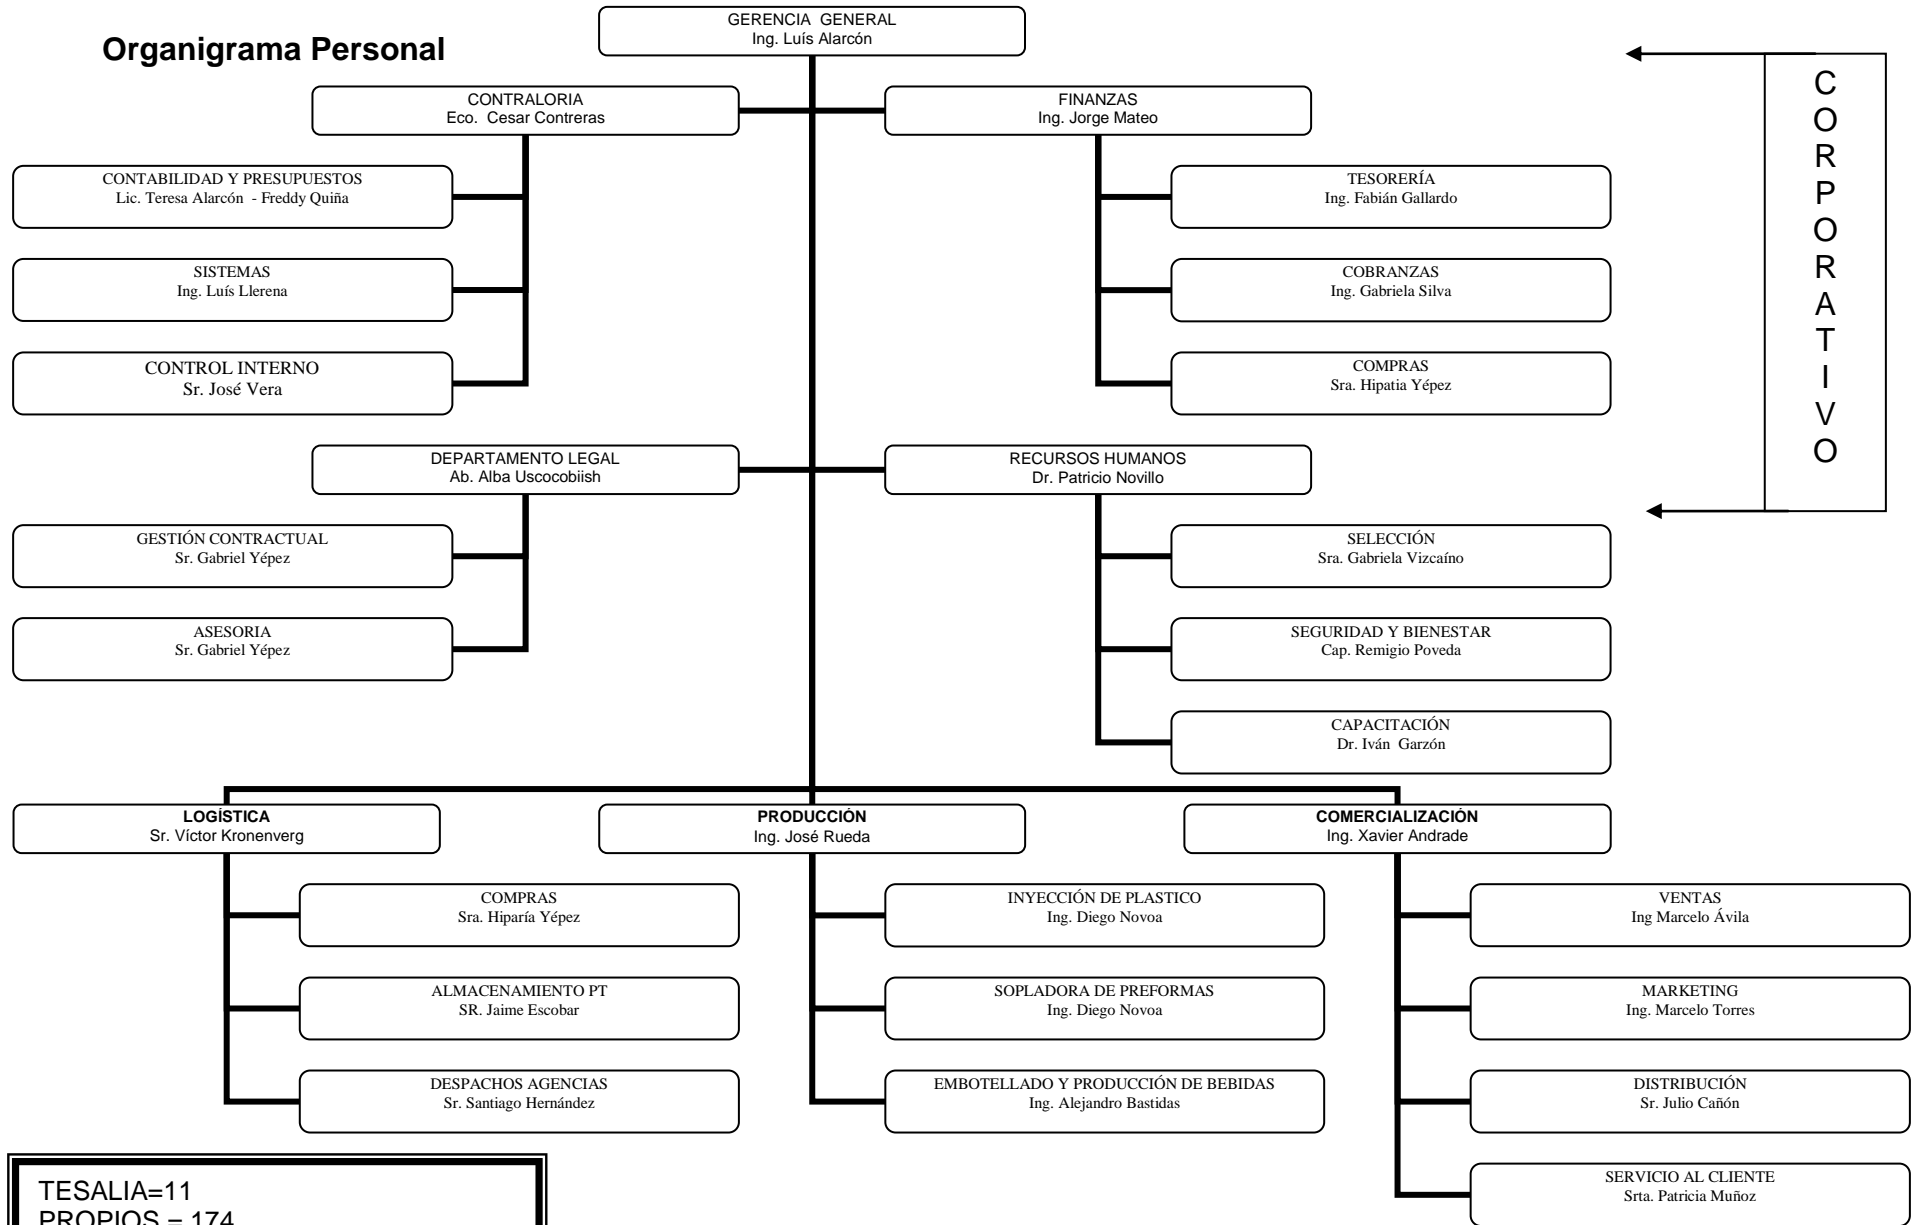 GERENCIA GENERAL
Ing. Luís Alarcón
Organigrama Personal
CONTRALORIA
Eco. Cesar Contreras
FINANZAS
Ing. Jorge Mateo
CONTABILIDAD Y PRESUPUESTOS
Lic. Teresa Alarcón - Freddy Quiña
SISTEMAS
Ing. Luís Llerena
CONTROL INTERNO
Sr. José Vera
TESORERÍA
Ing. Fabián Gallardo
COBRANZAS
Ing. Gabriela Silva
COMPRAS
Sra. Hipatia Yépez
C
O
R
P
O
R
A
T
I
V
O
DEPARTAMENTO LEGAL
Ab. Alba Uscocobiish
RECURSOS HUMANOS
Dr. Patricio Novillo
GESTIÓN CONTRACTUAL
Sr. Gabriel Yépez
ASESORIA
Sr. Gabriel Yépez
SELECCIÓN
Sra. Gabriela Vizcaíno
SEGURIDAD Y BIENESTAR
Cap. Remigio Poveda
CAPACITACIÓN
Dr. Iván Garzón
LOGÍSTICA
Sr. Víctor Kronenverg
PRODUCCIÓN
Ing. José Rueda
COMERCIALIZACIÓN
Ing. Xavier Andrade
COMPRAS
Sra. Hiparía Yépez
ALMACENAMIENTO PT
SR. Jaime Escobar
DESPACHOS AGENCIAS
Sr. Santiago Hernández
INYECCIÓN DE PLASTICO
Ing. Diego Novoa
SOPLADORA DE PREFORMAS
Ing. Diego Novoa
EMBOTELLADO Y PRODUCCIÓN DE BEBIDAS
Ing. Alejandro Bastidas
VENTAS
Ing Marcelo Ávila
MARKETING
Ing. Marcelo Torres
DISTRIBUCIÓN
Sr. Julio Cañón
SERVICIO AL CLIENTE
Srta. Patricia Muñoz
TESALIA=11
PROPIOS = 174